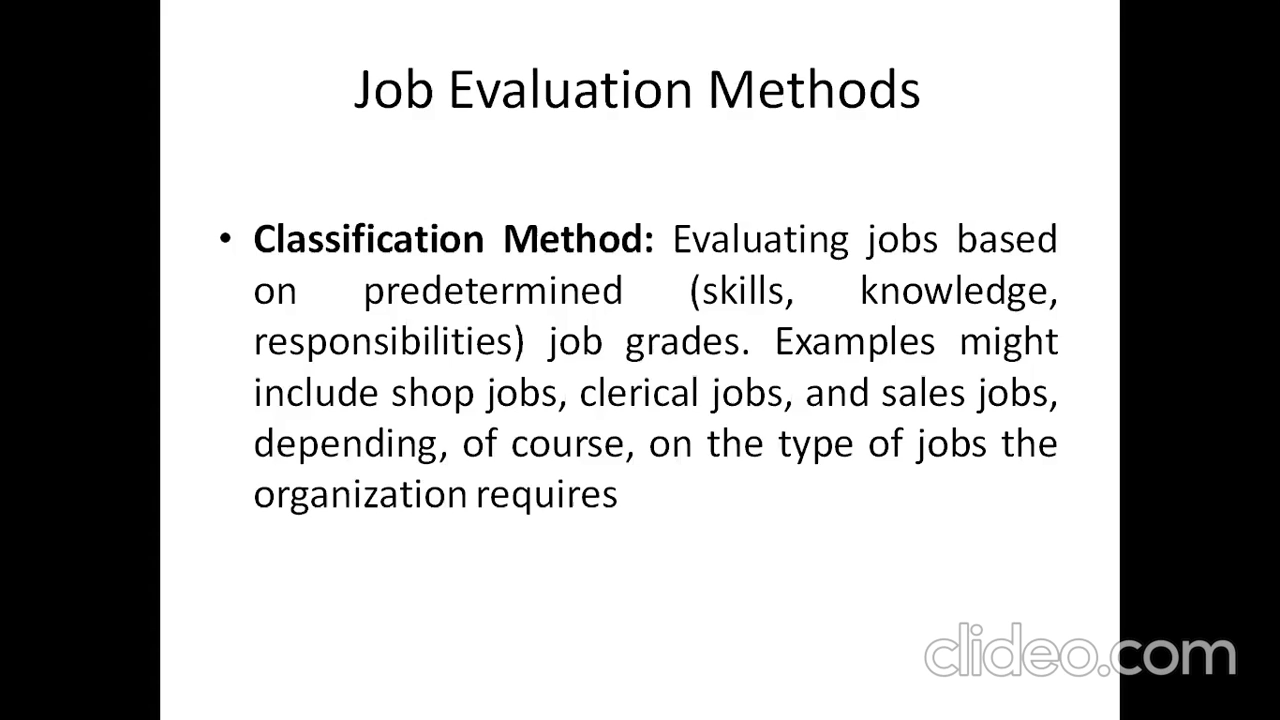 Job Evaluation Methods
• Classification Method: Evaluating jobs based
on predetermined (skills, knowledge,
responsibilities) job grades. Examples might
include shop jobs, clerical jobs, and sales jobs,
depending, of course, on the type of jobs the
organization requires
clideo.com